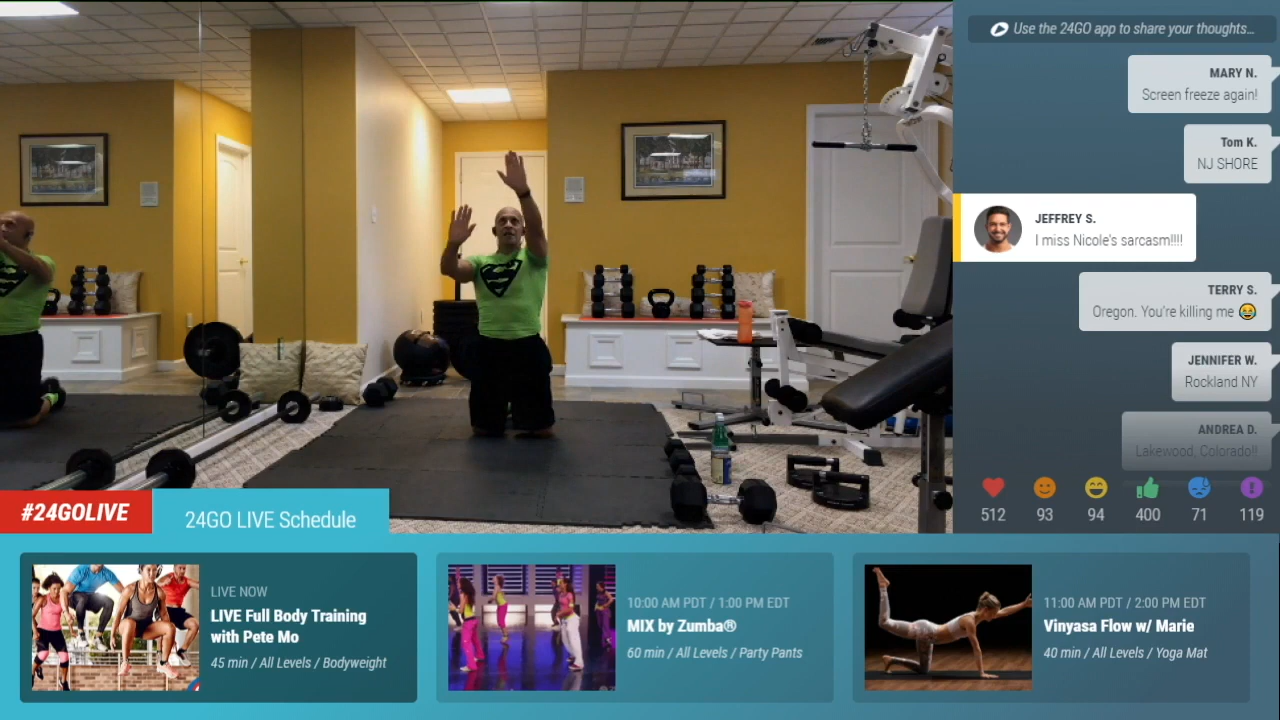 Use the 24GO app to share your thoughts...
MARY N.
Screen freeze again!
Tom K.
NJ SHORE
JEFFREY S.
I miss Nicole's sarcasm!!!!
TERRY S.
Oregon. You're killing me 😂
JENNIFER W.
Rockland NY
ANDREA D.
Lakewood, Colorado!!
512
93
94
400
71
119
#24GOLIVE
24GO LIVE Schedule
LIVE NOW
LIVE Full Body Training
with Pete Mo
45 min / All Levels / Bodyweight
10:00 AM PDT / 1:00 PM EDT
MIX by Zumba®
60 min / All Levels / Party Pants
11:00 AM PDT / 2:00 PM EDT
Vinyasa Flow w/ Marie
40 min / All Levels / Yoga Mat